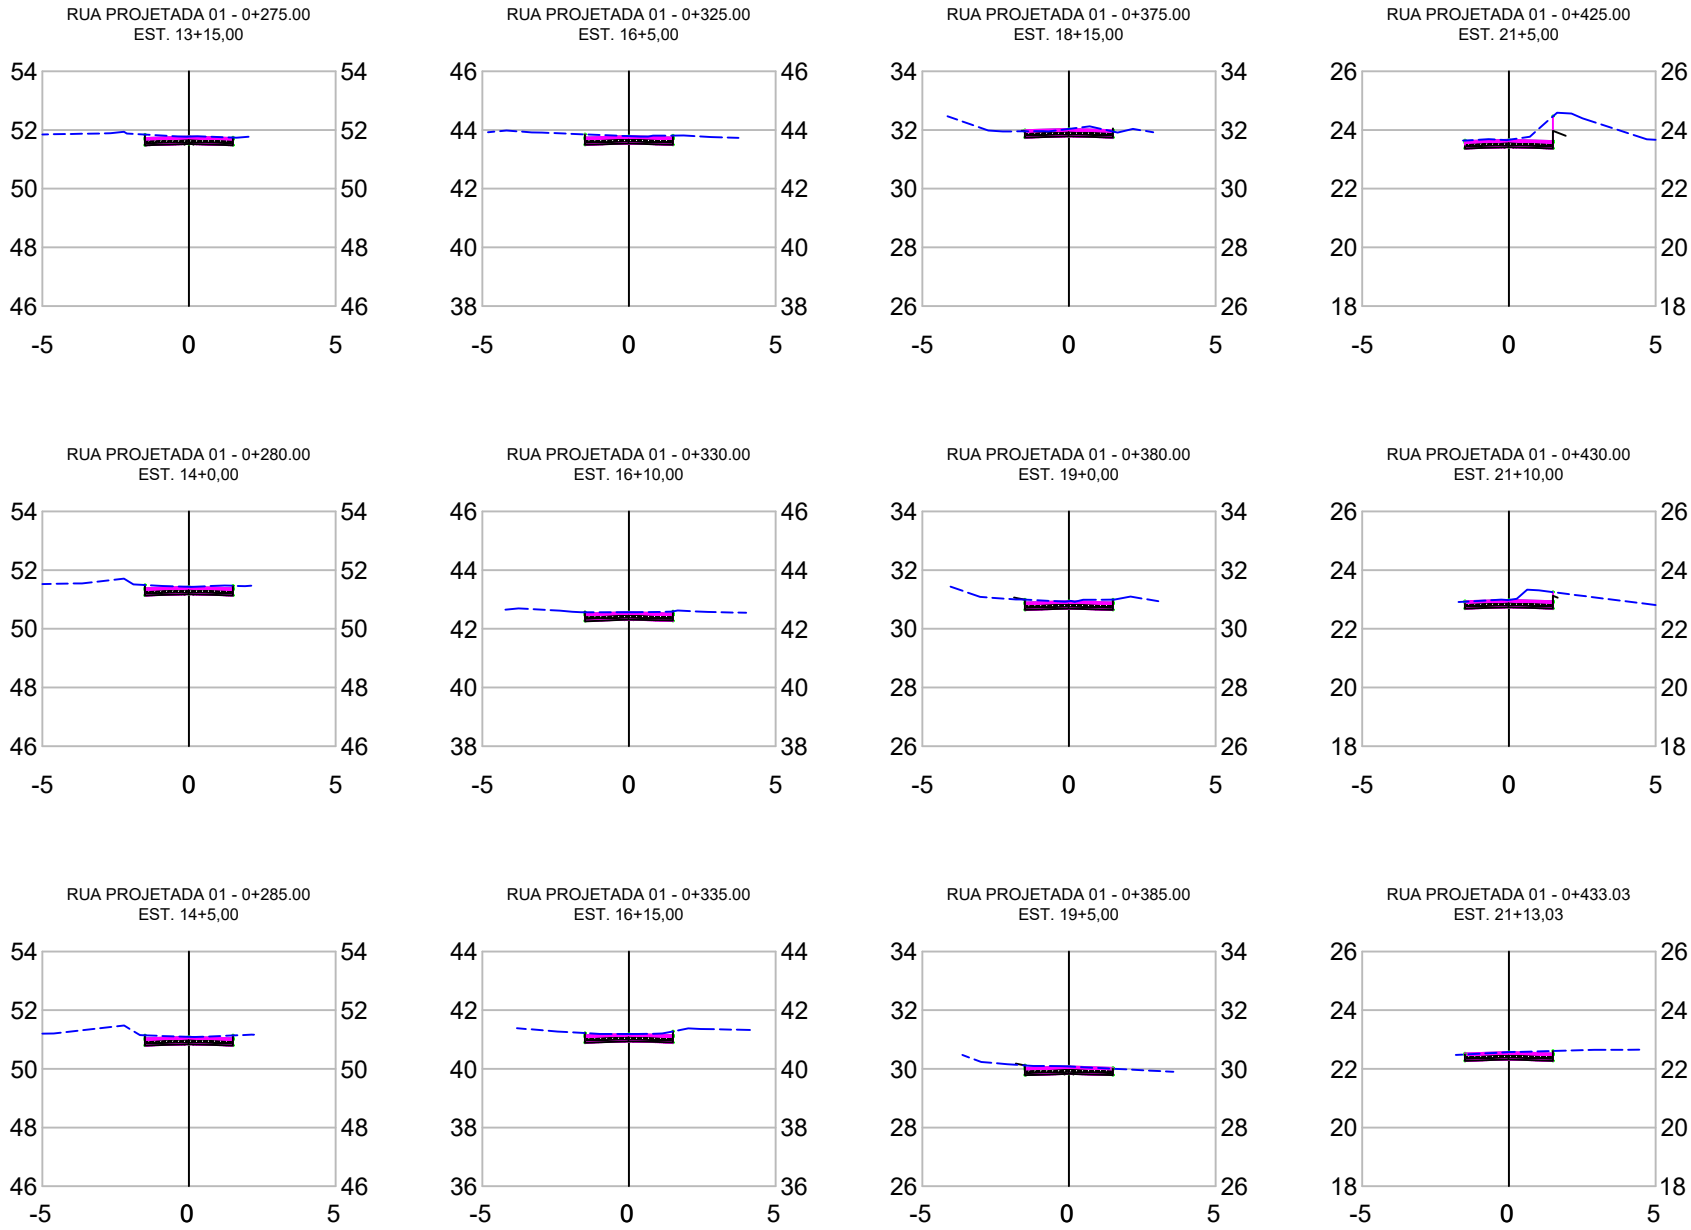 RUA PROJETADA 01 - 0+275.00
EST. 13+15,00
54 54
52 52
50 50
48 48
46 46
-5 0 5
RUA PROJETADA 01 - 0+325.00
EST. 16+5,00
46 46
44 44
42 42
40 40
38 38
-5 0 5
RUA PROJETADA 01 - 0+375.00
EST. 18+15,00
34 34
32 32
30 30
28 28
26 26
-5 0 5
RUA PROJETADA 01 - 0+425.00
EST. 21+5,00
26 26
24 24
22 22
20 20
18 18
-5 0 5
RUA PROJETADA 01 - 0+280.00
EST. 14+0,00
54 54
52 52
50 50
48 48
46 46
-5 0 5
RUA PROJETADA 01 - 0+330.00
EST. 16+10,00
46 46
44 44
42 42
40 40
38 38
-5 0 5
RUA PROJETADA 01 - 0+380.00
EST. 19+0,00
34 34
32 32
30 30
28 28
26 26
-5 0 5
RUA PROJETADA 01 - 0+430.00
EST. 21+10,00
26 26
24 24
22 22
20 20
18 18
-5 0 5
RUA PROJETADA 01 - 0+285.00
EST. 14+5,00
54 54
52 52
50 50
48 48
46 46
-5 0 5
RUA PROJETADA 01 - 0+335.00
EST. 16+15,00
44 44
42 42
40 40
38 38
36 36
-5 0 5
RUA PROJETADA 01 - 0+385.00
EST. 19+5,00
34 34
32 32
30 30
28 28
26 26
-5 0 5
RUA PROJETADA 01 - 0+433.03
EST. 21+13,03
26 26
24 24
22 22
20 20
18 18
-5 0 5